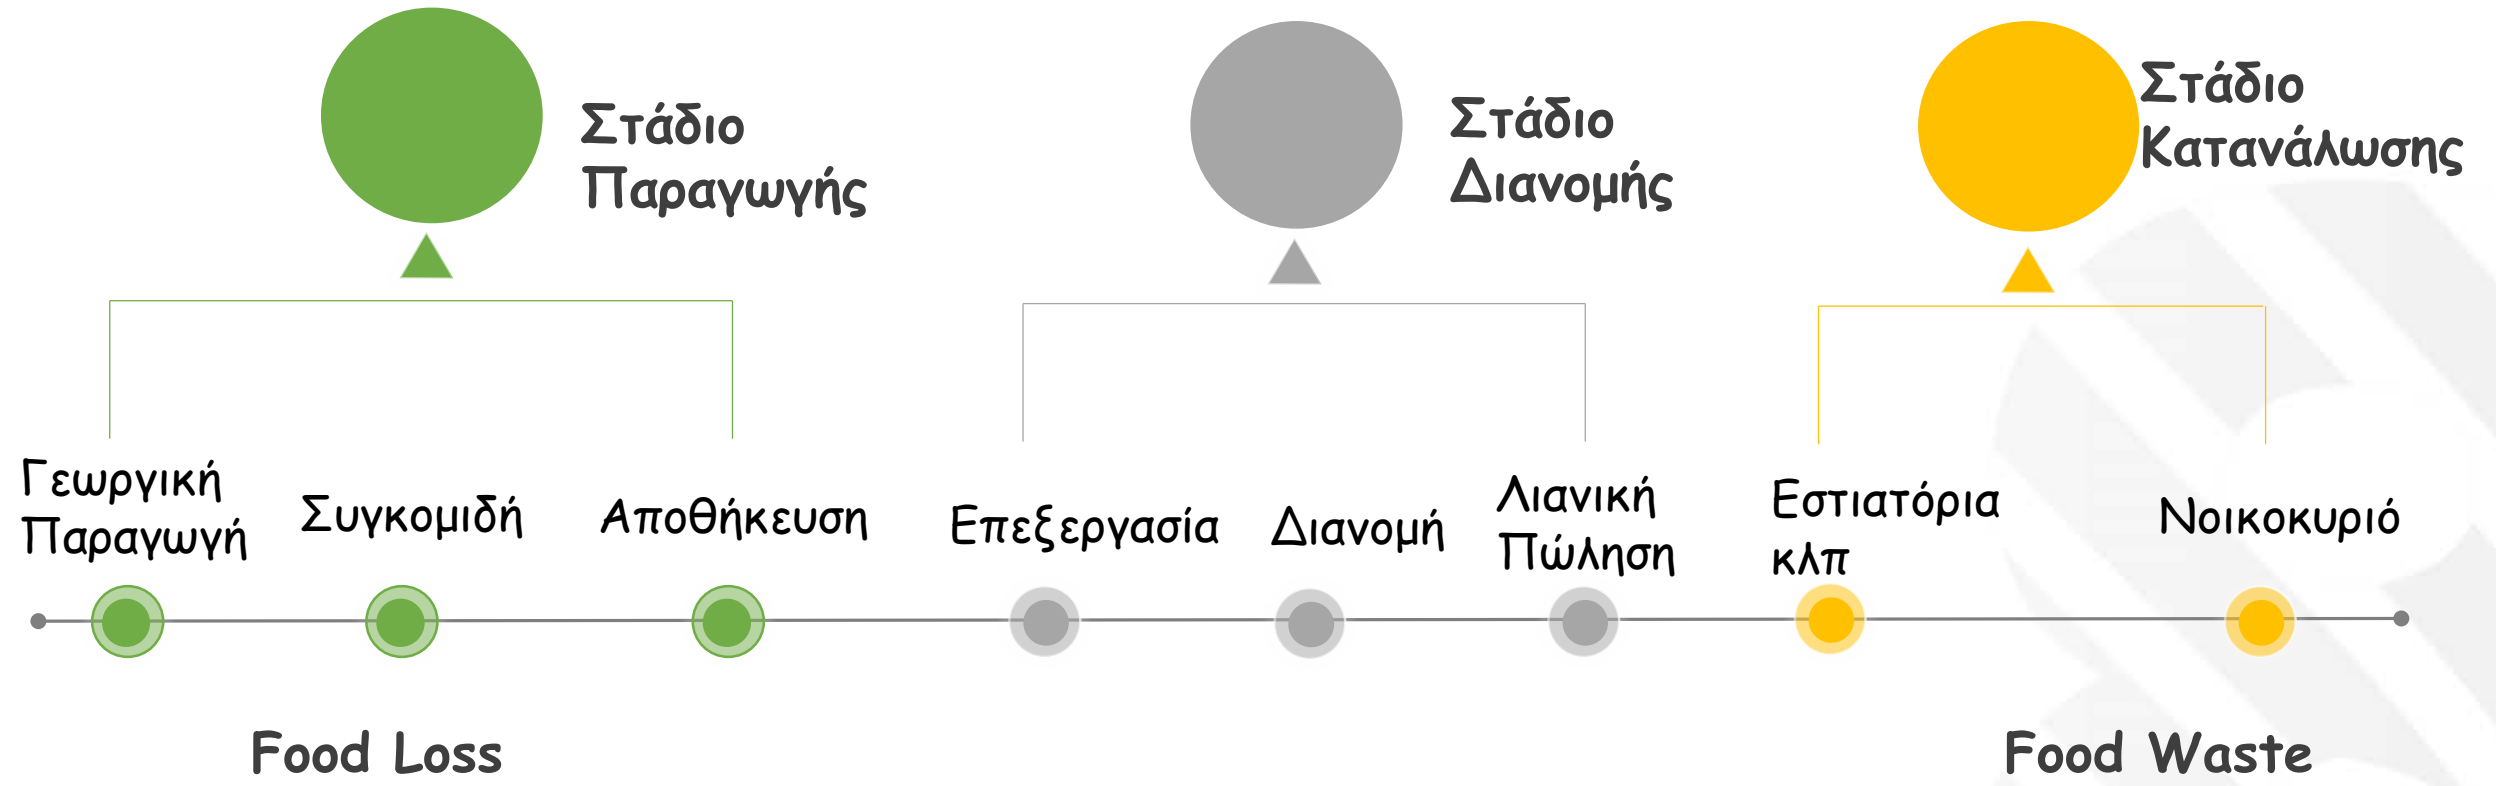 Στάδιο
Παραγωγής
Στάδιο
Διανομής
Στάδιο
Κατανάλωσης
Γεωργική
Παραγωγή
Συγκομιδή
Αποθήκευση
Επεξεργασία
Διανομή
Λιανική
Πώληση
Εστιατόρια
κλπ
Νοικοκυριό
Food Loss
Food Waste